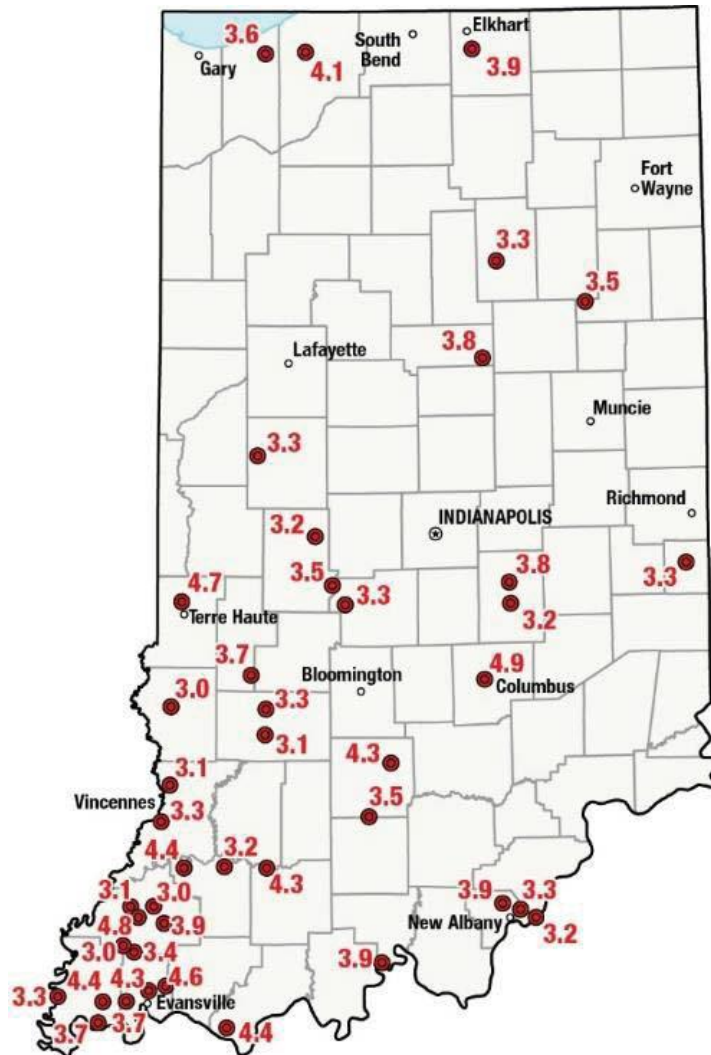 3.6
4.1
South
Bend
Elkhart
3.9
Gary
Fort
Wayne
3.3
3.5
3.8
Lafayette
Muncie
3.3
Richmond
INDIANAPOLIS
3.2
3.5
3.3
3.8
3.2
3.3
4.7
Terre Haute
3.7
Bloomington
4.9
Columbus
3.0
3.3
3.1
4.3
3.1
Vincennes
3.3
3.5
4.4
3.2
4.3
3.1
3.0
4.8
3.9
3.9
3.3
New Albany
3.2
3.0
3.4
3.9
4.4
4.3
4.6
3.3
Evansville
3.7
3.7
4.4